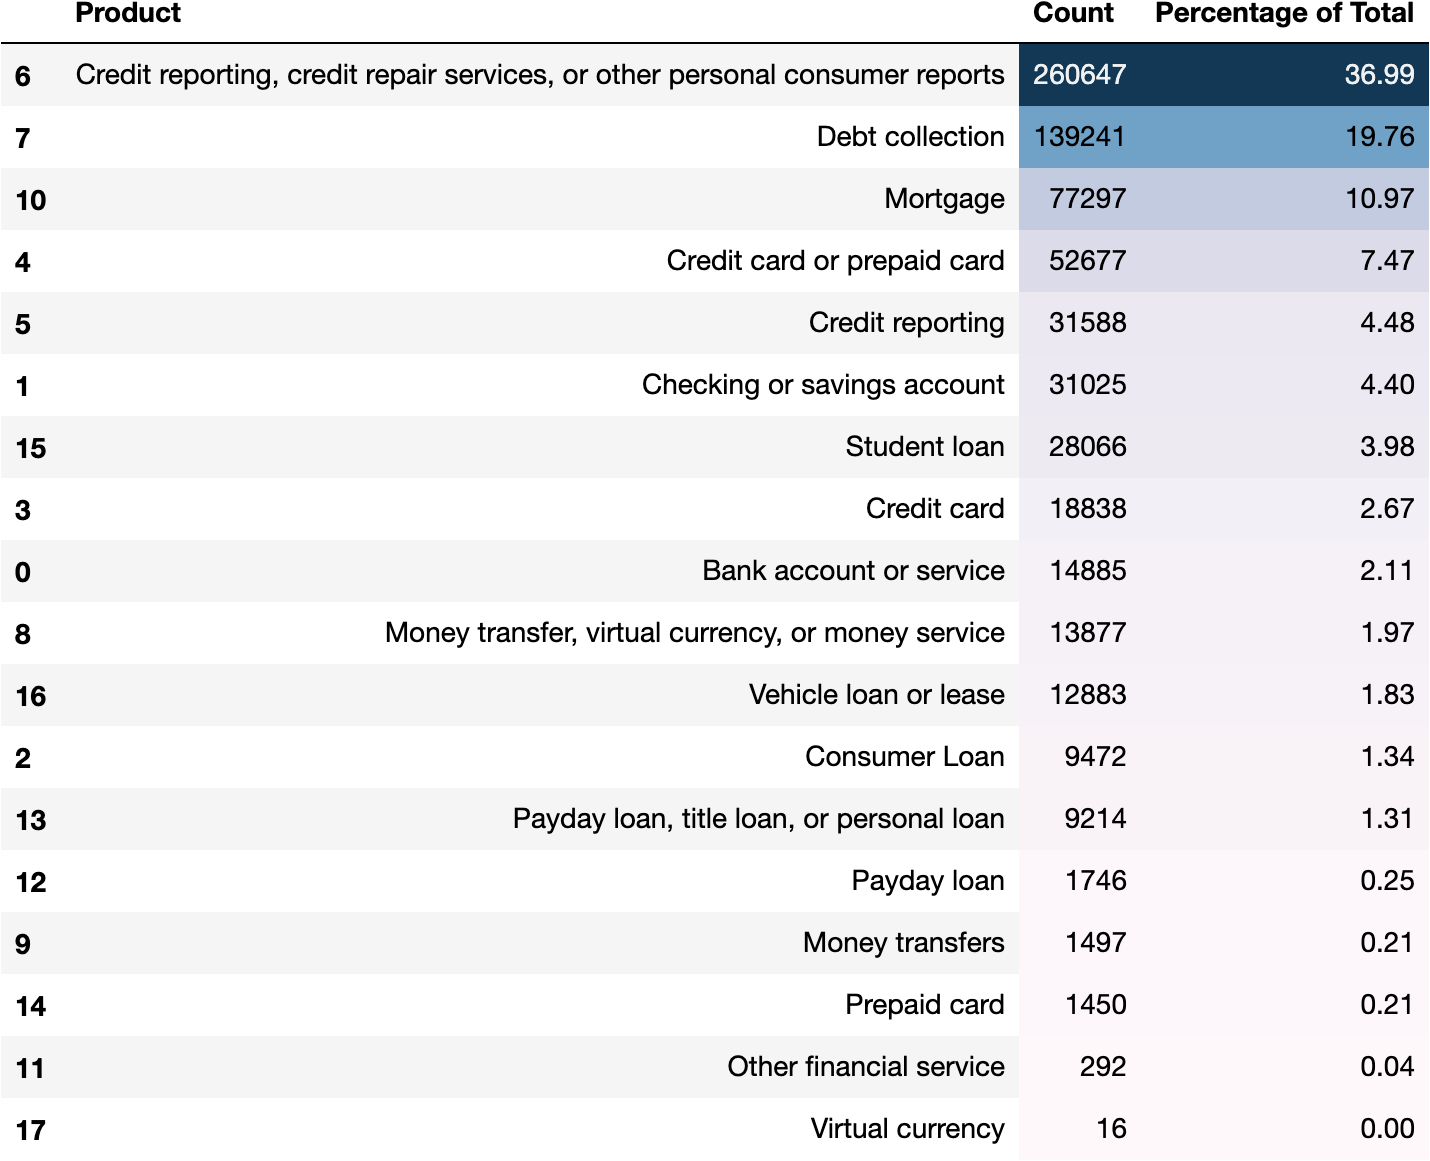 Product Count Percentage of Total
6 Credit reporting, credit repair services, or other personal consumer reports 260647 36.99
7 Debt collection 139241 19.76
10 Mortgage 77297 10.97
4 Credit card or prepaid card 52677 7.47
5 Credit reporting 31588 4.48
1 Checking or savings account 31025 4.40
15 Student loan 28066 3.98
3 Credit card 18838 2.67
0 Bank account or service 14885 2.11
8 Money transfer, virtual currency, or money service 13877 1.97
16 Vehicle loan or lease 12883 1.83
2 Consumer Loan 9472 1.34
13 Payday loan, title loan, or personal loan 9214 1.31
12 Payday loan 1746 0.25
9 Money transfers 1497 0.21
14 Prepaid card 1450 0.21
11 Other financial service 292 0.04
17 Virtual currency 16 0.00